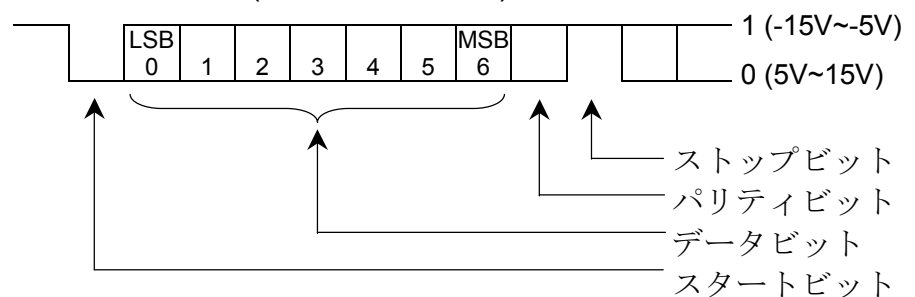 1 (-15V~-5V)
LSB MSB
0 1 2 3 4 5 6
0 (5V~15V)
ストップビット
パリティビット
データビット
スタートビット